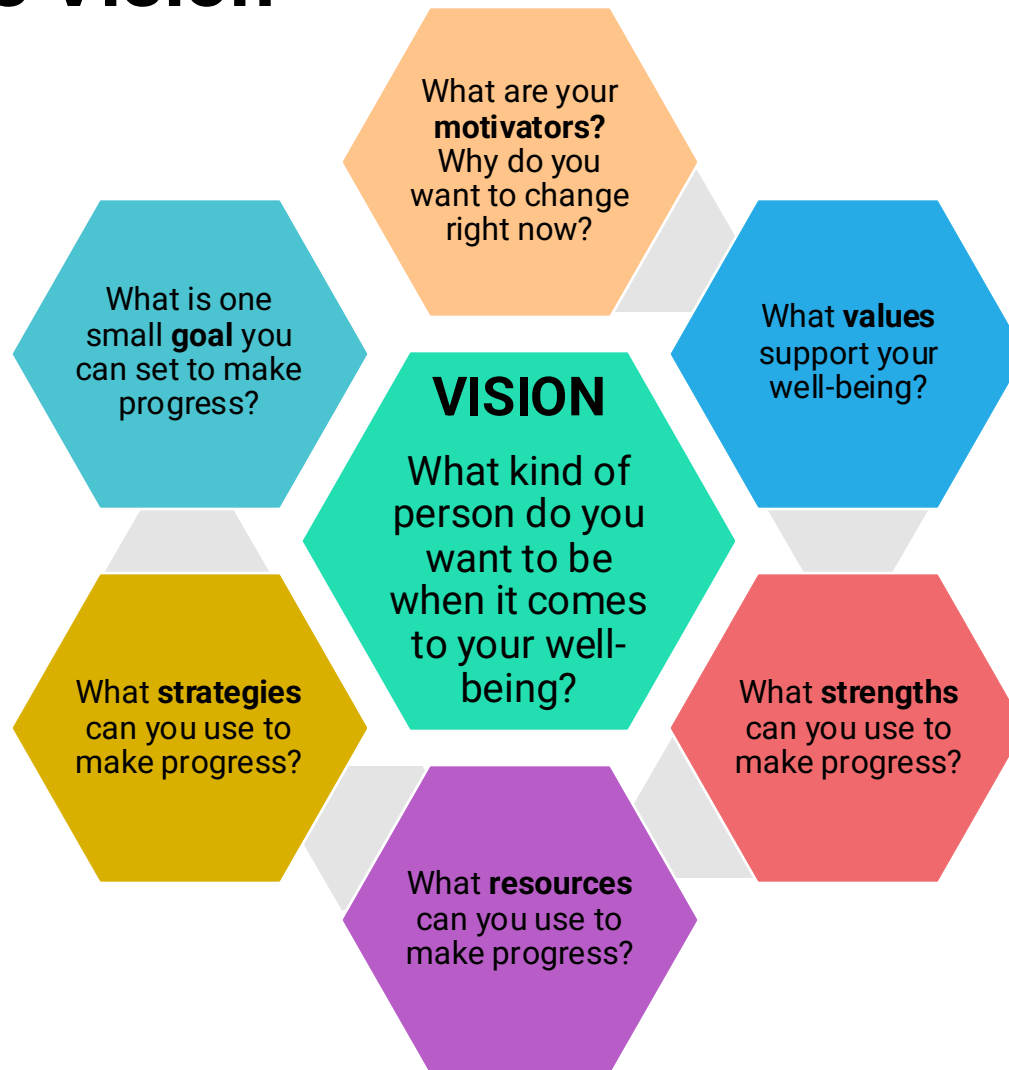 Vision
What are your
motivators?
Why do you
want to change
right now?
What values
support your
well-being?
What strengths
can you use to
make progress?
What resources
can you use to
make progress?
What strategies
can you use to
make progress?
What is one
small goal you
can set to make
progress?
VISION
What kind of
person do you
want to be
when it comes
to your well-
being?